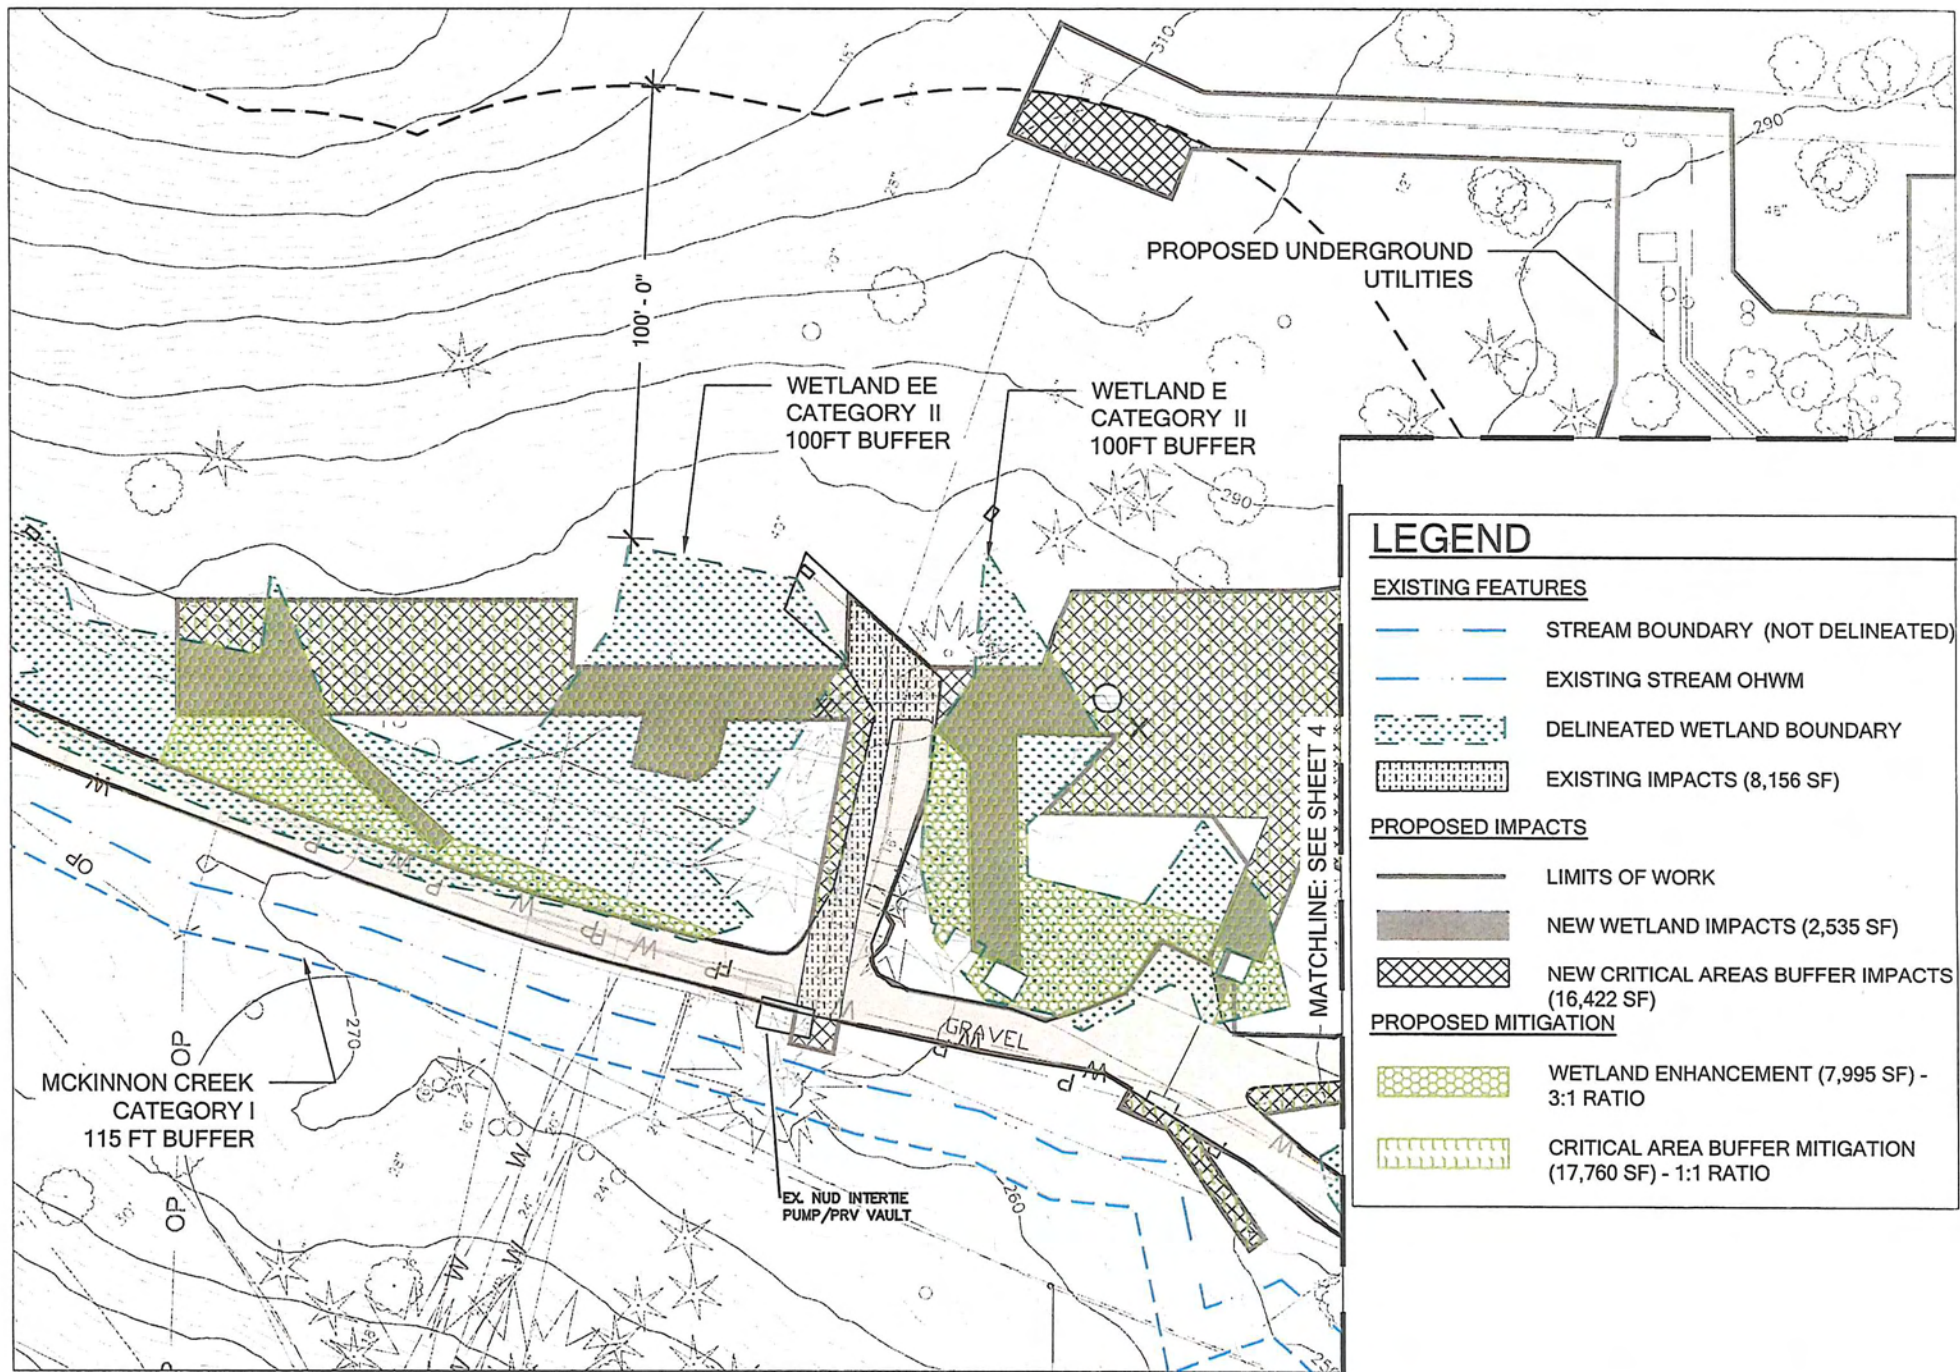 310
290
15"
25"
PROPOSED UNDERGROUND
UTILITIES
100' - 0"
WETLAND EE
CATEGORY II
100FT BUFFER
WETLAND E
CATEGORY II
100FT BUFFER
290
LEGEND
EXISTING FEATURES
STREAM BOUNDARY (NOT DELINEATED)
EXISTING STREAM OHWM
DELINEATED WETLAND BOUNDARY
EXISTING IMPACTS (8,156 SF)
PROPOSED IMPACTS
LIMITS OF WORK
NEW WETLAND IMPACTS (2,535 SF)
NEW CRITICAL AREAS BUFFER IMPACTS
(16,422 SF)
PROPOSED MITIGATION
WETLAND ENHANCEMENT (7,995 SF) -
3:1 RATIO
CRITICAL AREA BUFFER MITIGATION
(17,760 SF) - 1:1 RATIO
MATCHLINE: SEE SHEET 4
W
OP
P
W
P
W
P
W
P
GRAVEL
P
W
P
W
OP
OP
270
MCKINNON CREEK
CATEGORY I
115 FT BUFFER
EX. NUD INTERTIE
PUMP/PRV VAULT
260
28"
24"
24"
W
W
W
W